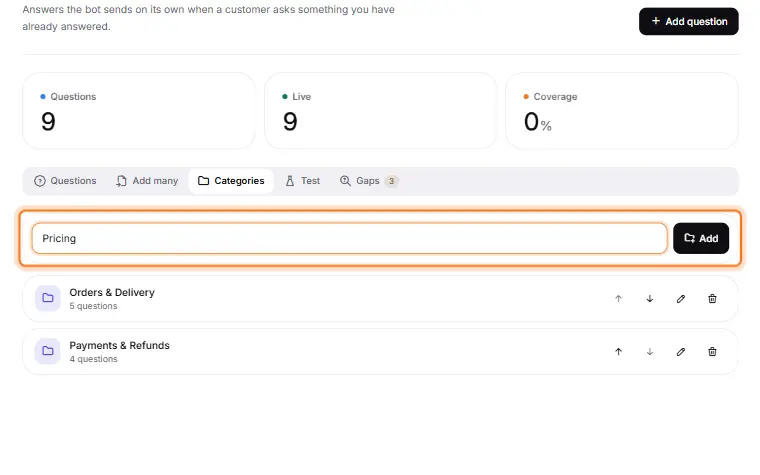 Answers the bot sends on its own when a customer asks something you have
already answered.
+ Add question
Questions
9
Live
9
Coverage
0%
Questions
Add many
Categories
Test
Gaps 3
Pricing
Add
Orders & Delivery
5 questions
Payments & Refunds
4 questions